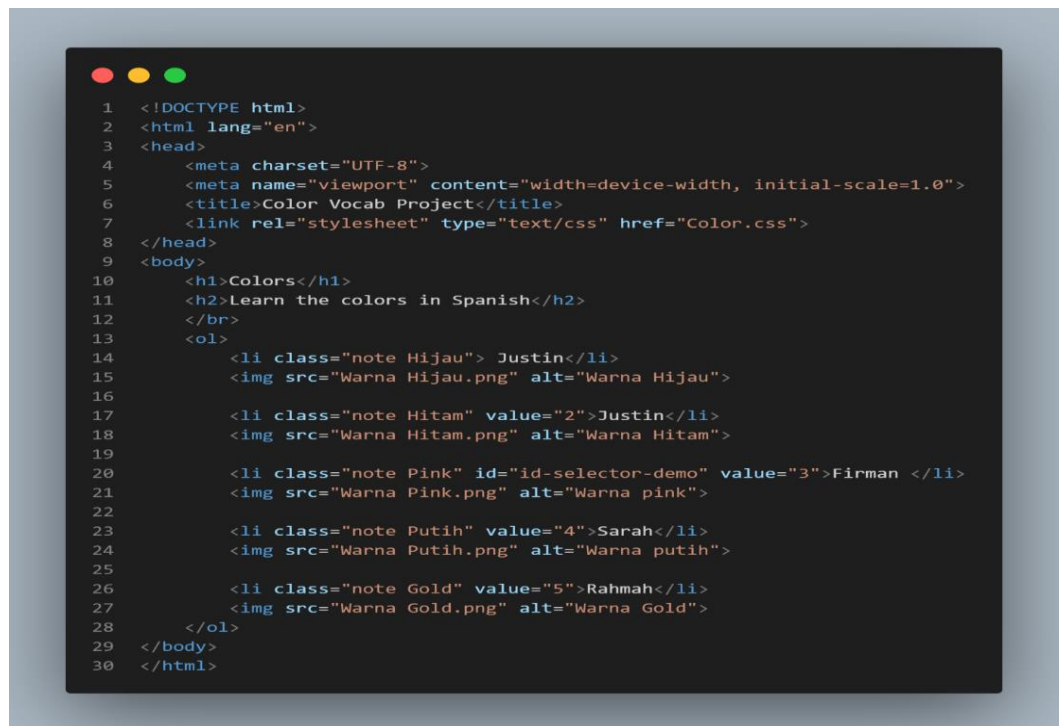 1 <!DOCTYPE html>
2 <html lang="en">
3 <head>
4     <meta charset="UTF-8">
5     <meta name="viewport" content="width=device-width, initial-scale=1.0">
6     <title>Color Vocab Project</title>
7     <link rel="stylesheet" type="text/css" href="Color.css">
8 </head>
9 <body>
10     <h1>Colors</h1>
11     <h2>Learn the colors in Spanish</h2>
12     </br>
13     <ol>
14         <li class="note Hijau"> Justin</li>
15         <img src="Warna Hijau.png" alt="Warna Hijau">
16
17         <li class="note Hitam" value="2">Justin</li>
18         <img src="Warna Hitam.png" alt="Warna Hitam">
19
20         <li class="note Pink" id="id-selector-demo" value="3">Firman </li>
21         <img src="Warna Pink.png" alt="Warna pink">
22
23         <li class="note Putih" value="4">Sarah</li>
24         <img src="Warna Putih.png" alt="Warna putih">
25
26         <li class="note Gold" value="5">Rahmah</li>
27         <img src="Warna Gold.png" alt="Warna Gold">
28     </ol>
29 </body>
30 </html>